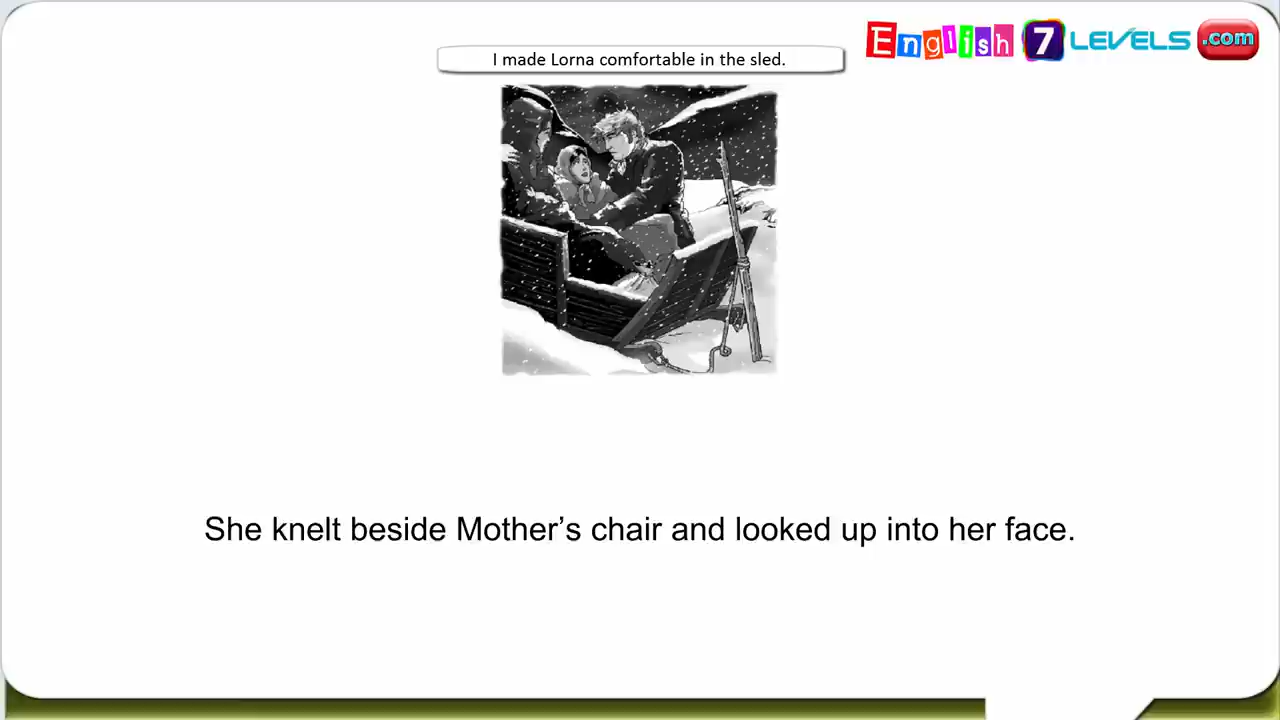 English 7 LEVELS .com
I made Lorna comfortable in the sled.
She knelt beside Mother’s chair and looked up into her face.